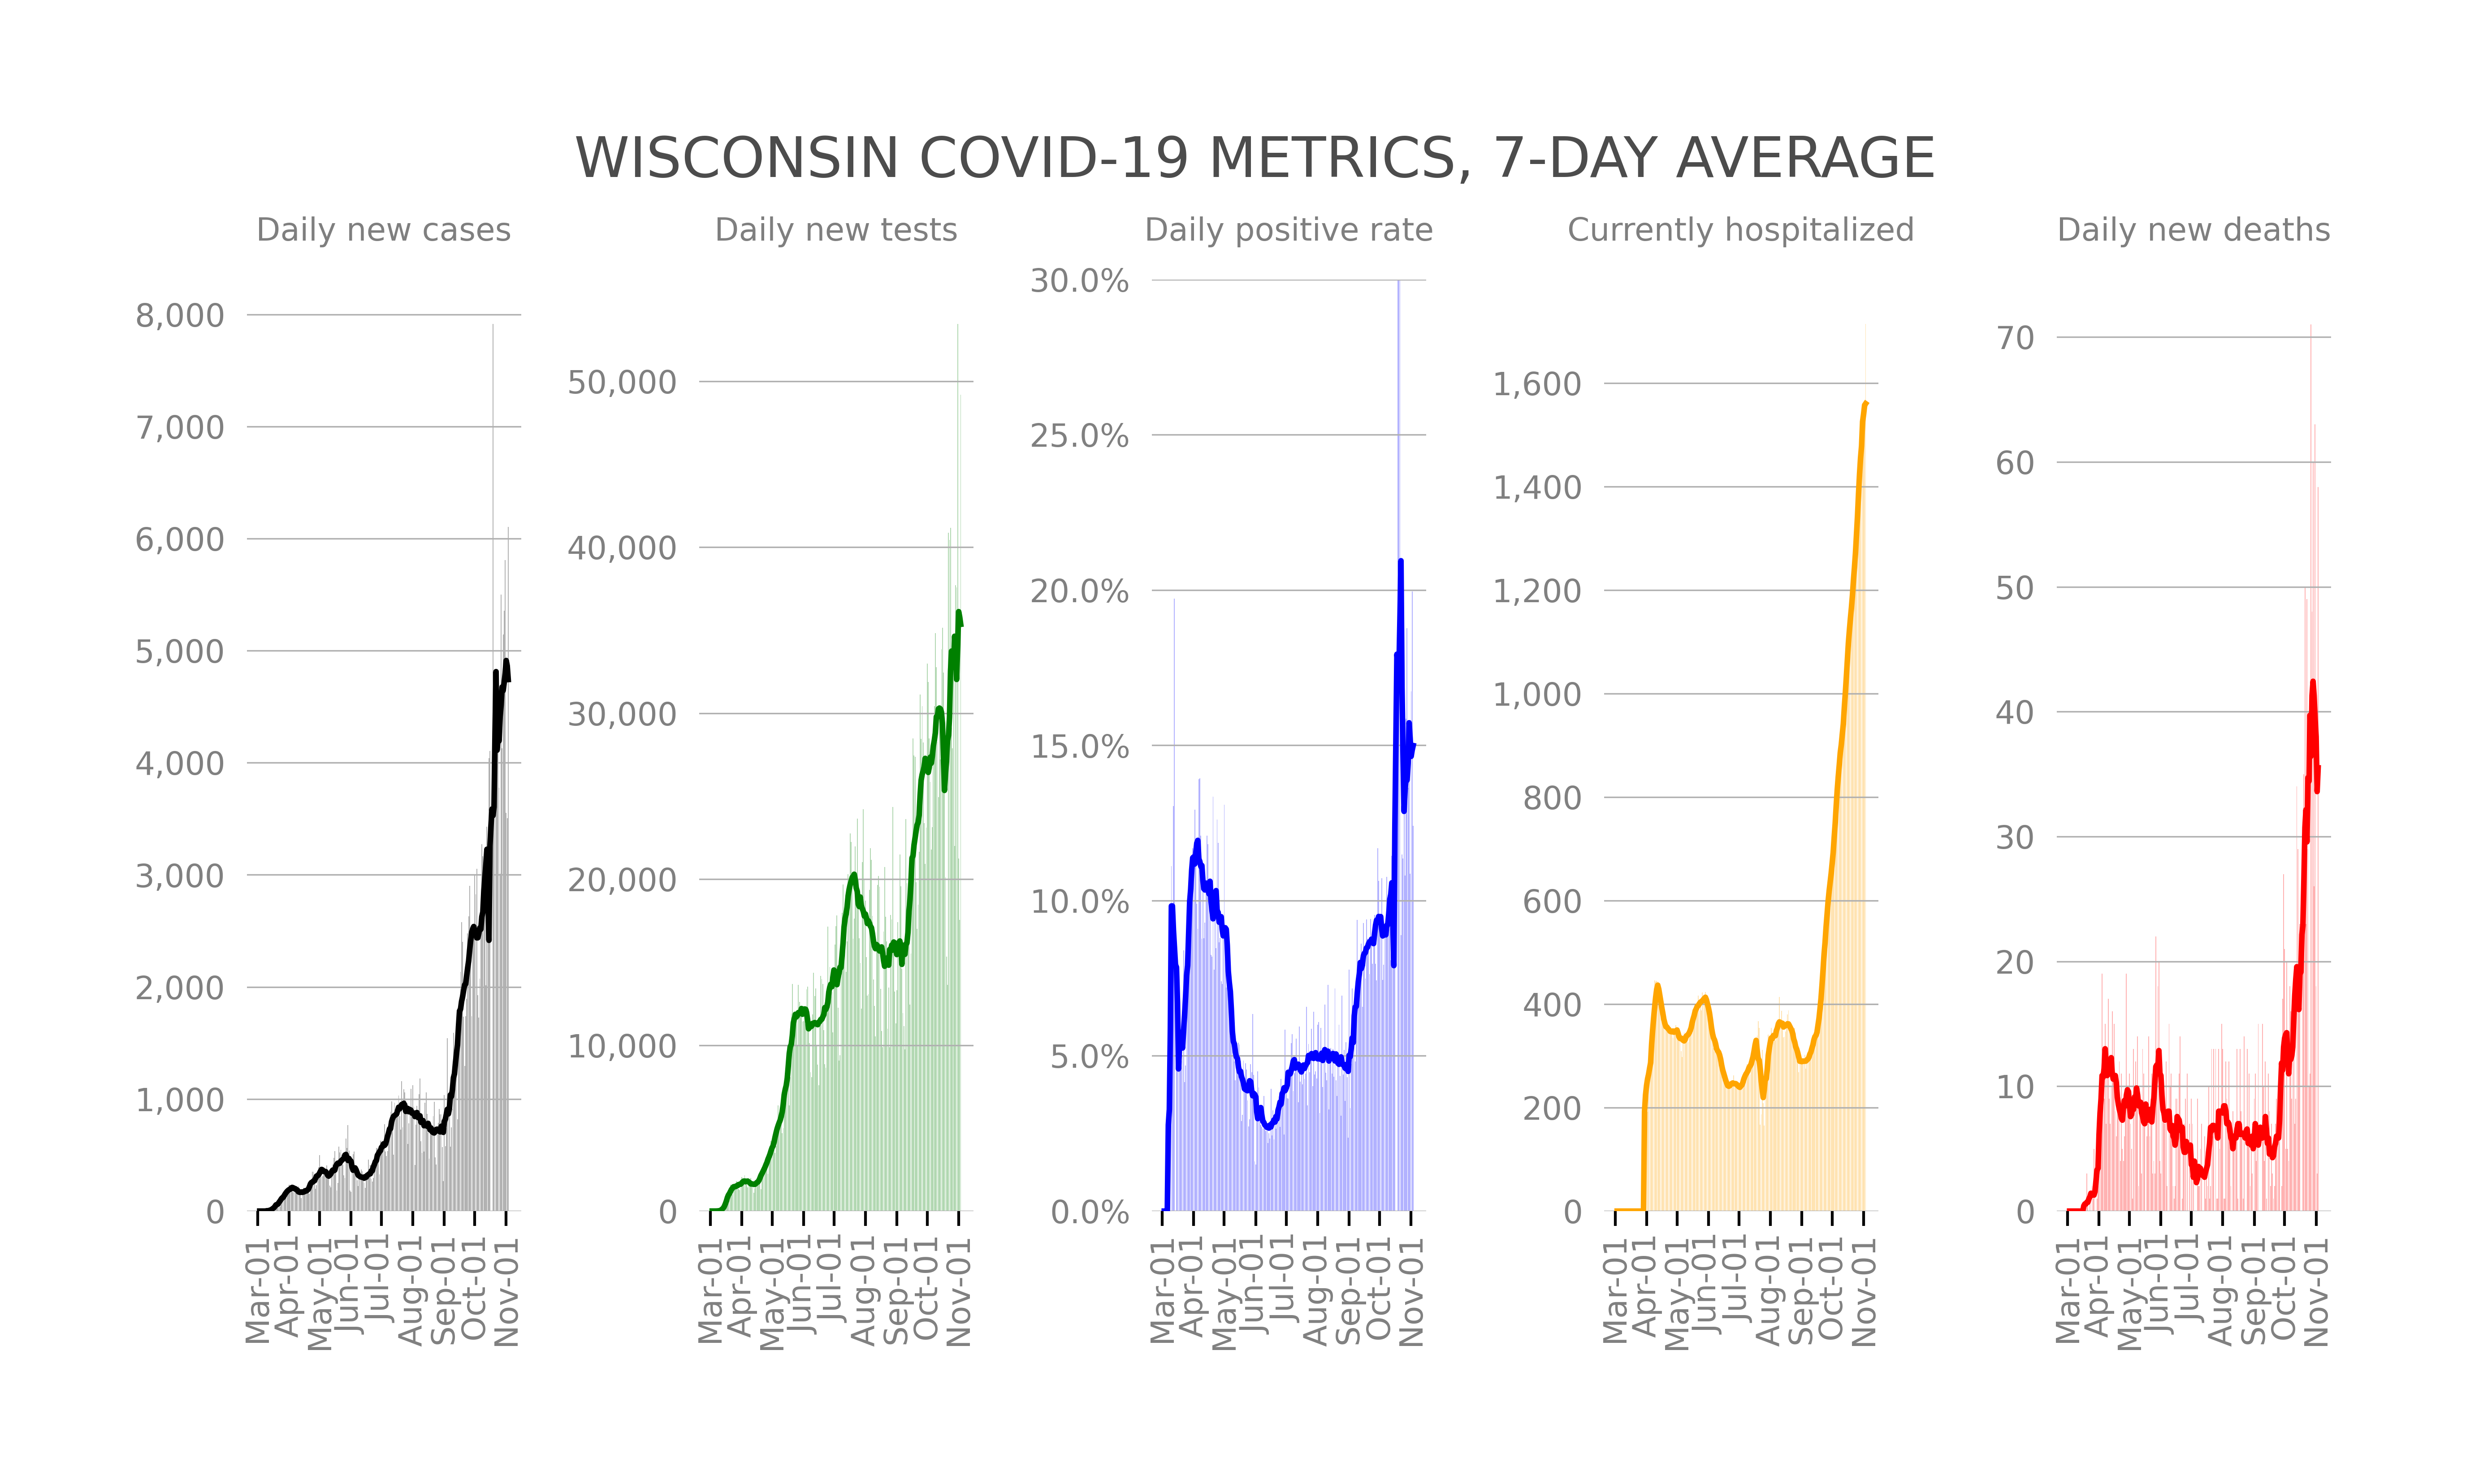 WISCONSIN COVID-19 METRICS, 7-DAY AVERAGE
Daily new cases
8,000
7,000
6,000
5,000
4,000
3,000
2,000
1,000
0
Mar-01
Apr-01
May-01
Jun-01
Jul-01
Aug-01
Sep-01
Oct-01
Nov-01
Daily new tests
50,000
40,000
30,000
20,000
10,000
0
Mar-01
Apr-01
May-01
Jun-01
Jul-01
Aug-01
Sep-01
Oct-01
Nov-01
Daily positive rate
30.0%
25.0%
20.0%
15.0%
10.0%
5.0%
0.0%
Mar-01
Apr-01
May-01
Jun-01
Jul-01
Aug-01
Sep-01
Oct-01
Nov-01
Currently hospitalized
1,600
1,400
1,200
1,000
800
600
400
200
0
Mar-01
Apr-01
May-01
Jun-01
Jul-01
Aug-01
Sep-01
Oct-01
Nov-01
Daily new deaths
70
60
50
40
30
20
10
0
Mar-01
Apr-01
May-01
Jun-01
Jul-01
Aug-01
Sep-01
Oct-01
Nov-01